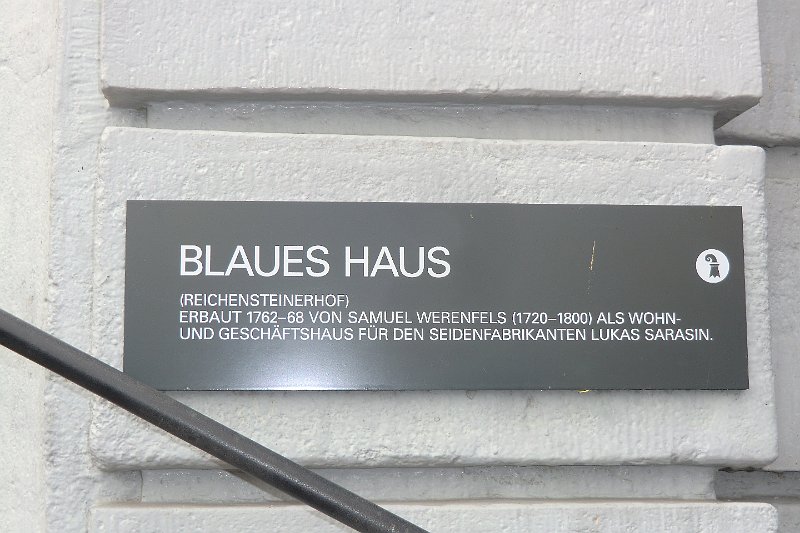 BLAUES HAUS
(REICHENSTEINERHOF)
ERBAUT 1762–68 VON SAMUEL WERENFELS (1720–1800) ALS WOHN-
UND GESCHÄFTSHAUS FÜR DEN SEIDENFABRIKANTEN LUKAS SARASIN.